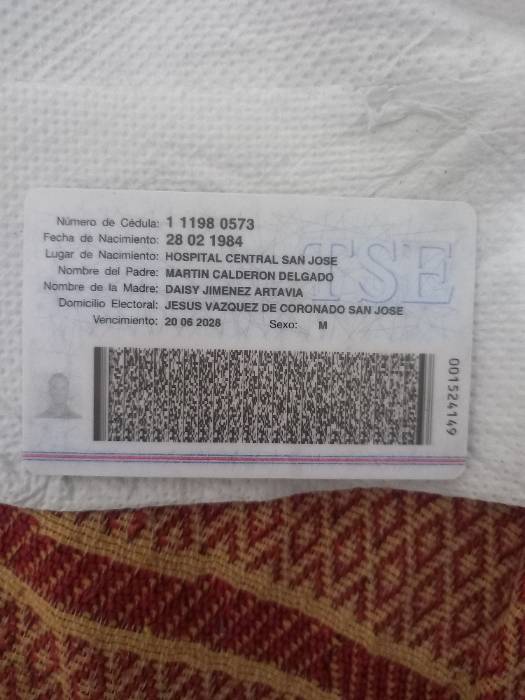 Número de Cédula: 1 1198 0573
Fecha de Nacimiento: 28 02 1984
Lugar de Nacimiento: HOSPITAL CENTRAL SAN JOSE
Nombre del Padre: MARTIN CALDERON DELGADO
Nombre de la Madre: DAISY JIMENEZ ARTAVIA
Domicilio Electoral: JESUS VAZQUEZ DE CORONADO SAN JOSE
Vencimiento: 20 06 2028 Sexo: M
TSE
001524149